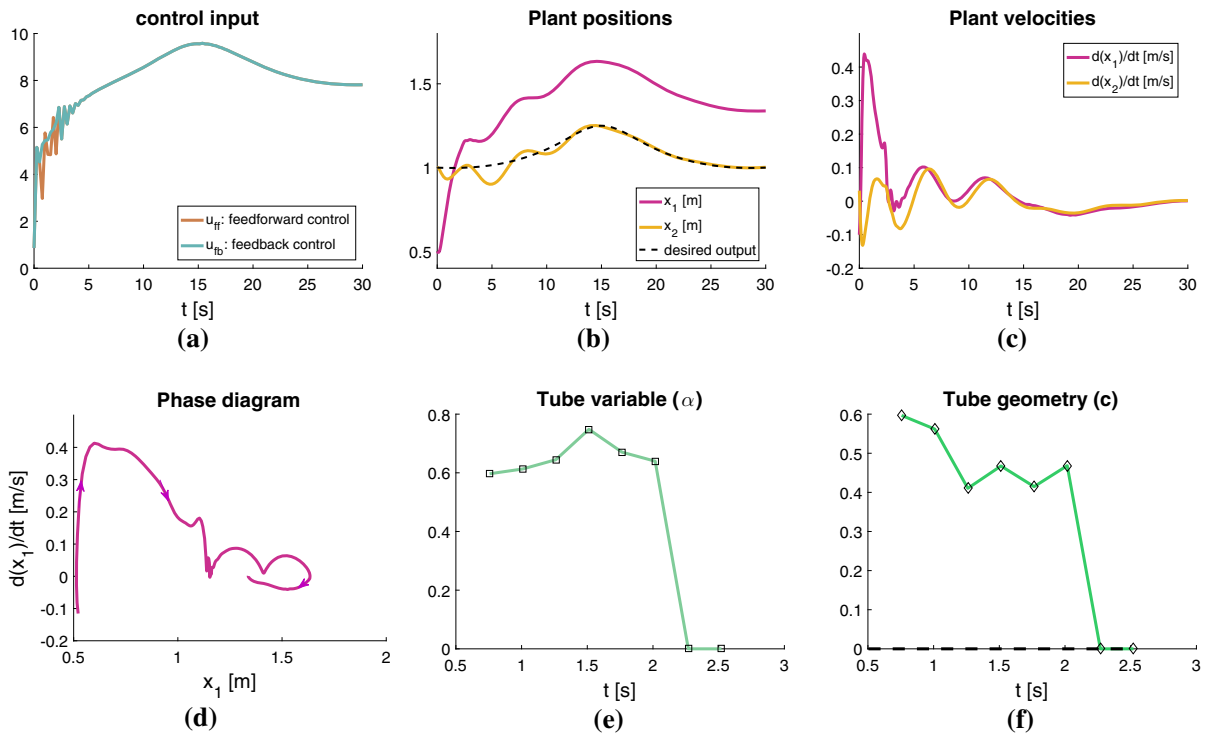 control input
10
8
6
4
2
0
0 5 10 15 20 25 30
t [s]
u_ff: feedforward control
u_fb: feedback control
(a)
Plant positions
1.5
1
0.5
0 5 10 15 20 25 30
t [s]
x_1 [m]
x_2 [m]
desired output
(b)
Plant velocities
0.4
0.3
0.2
0.1
0
-0.1
-0.2
0 5 10 15 20 25 30
t [s]
d(x_1)/dt [m/s]
d(x_2)/dt [m/s]
(c)
Phase diagram
d(x_1)/dt [m/s]
0.4
0.3
0.2
0.1
0
-0.1
-0.2
0.5 1 1.5 2
x_1 [m]
(d)
Tube variable (α)
0.8
0.6
0.4
0.2
0
0.5 1 1.5 2 2.5 3
t [s]
(e)
Tube geometry (c)
0.6
0.5
0.4
0.3
0.2
0.1
0
0.5 1 1.5 2 2.5 3
t [s]
(f)